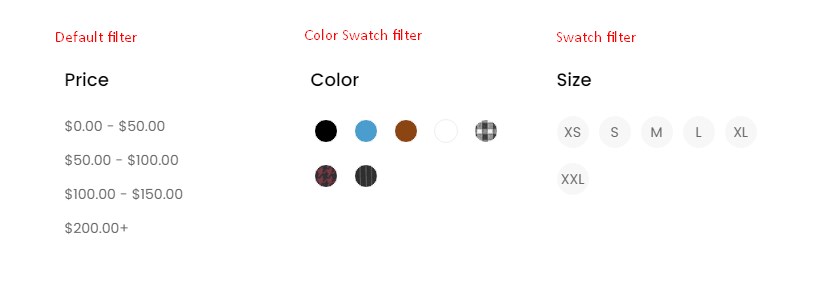 Default filter
Color Swatch filter
Swatch filter
Price
Color
Size
$0.00 - $50.00
$50.00 - $100.00
$100.00 - $150.00
$200.00+
XS S M L XL
XXL